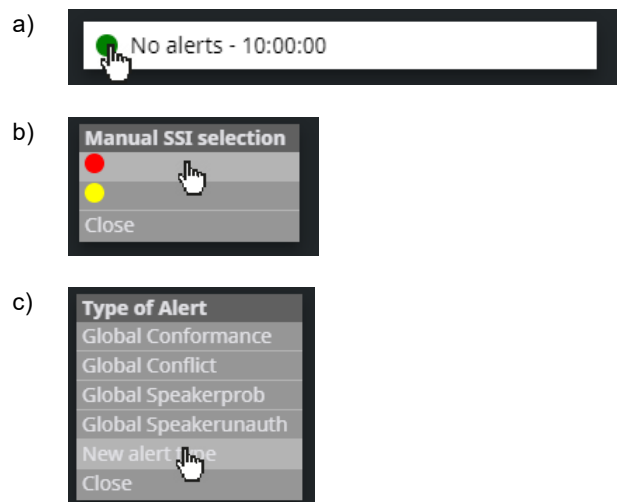 a)
No alerts - 10:00:00
b)
Manual SSI selection
Close
c)
Type of Alert
Global Conformance
Global Conflict
Global Speakerprob
Global Speakerunauth
New alert type
Close